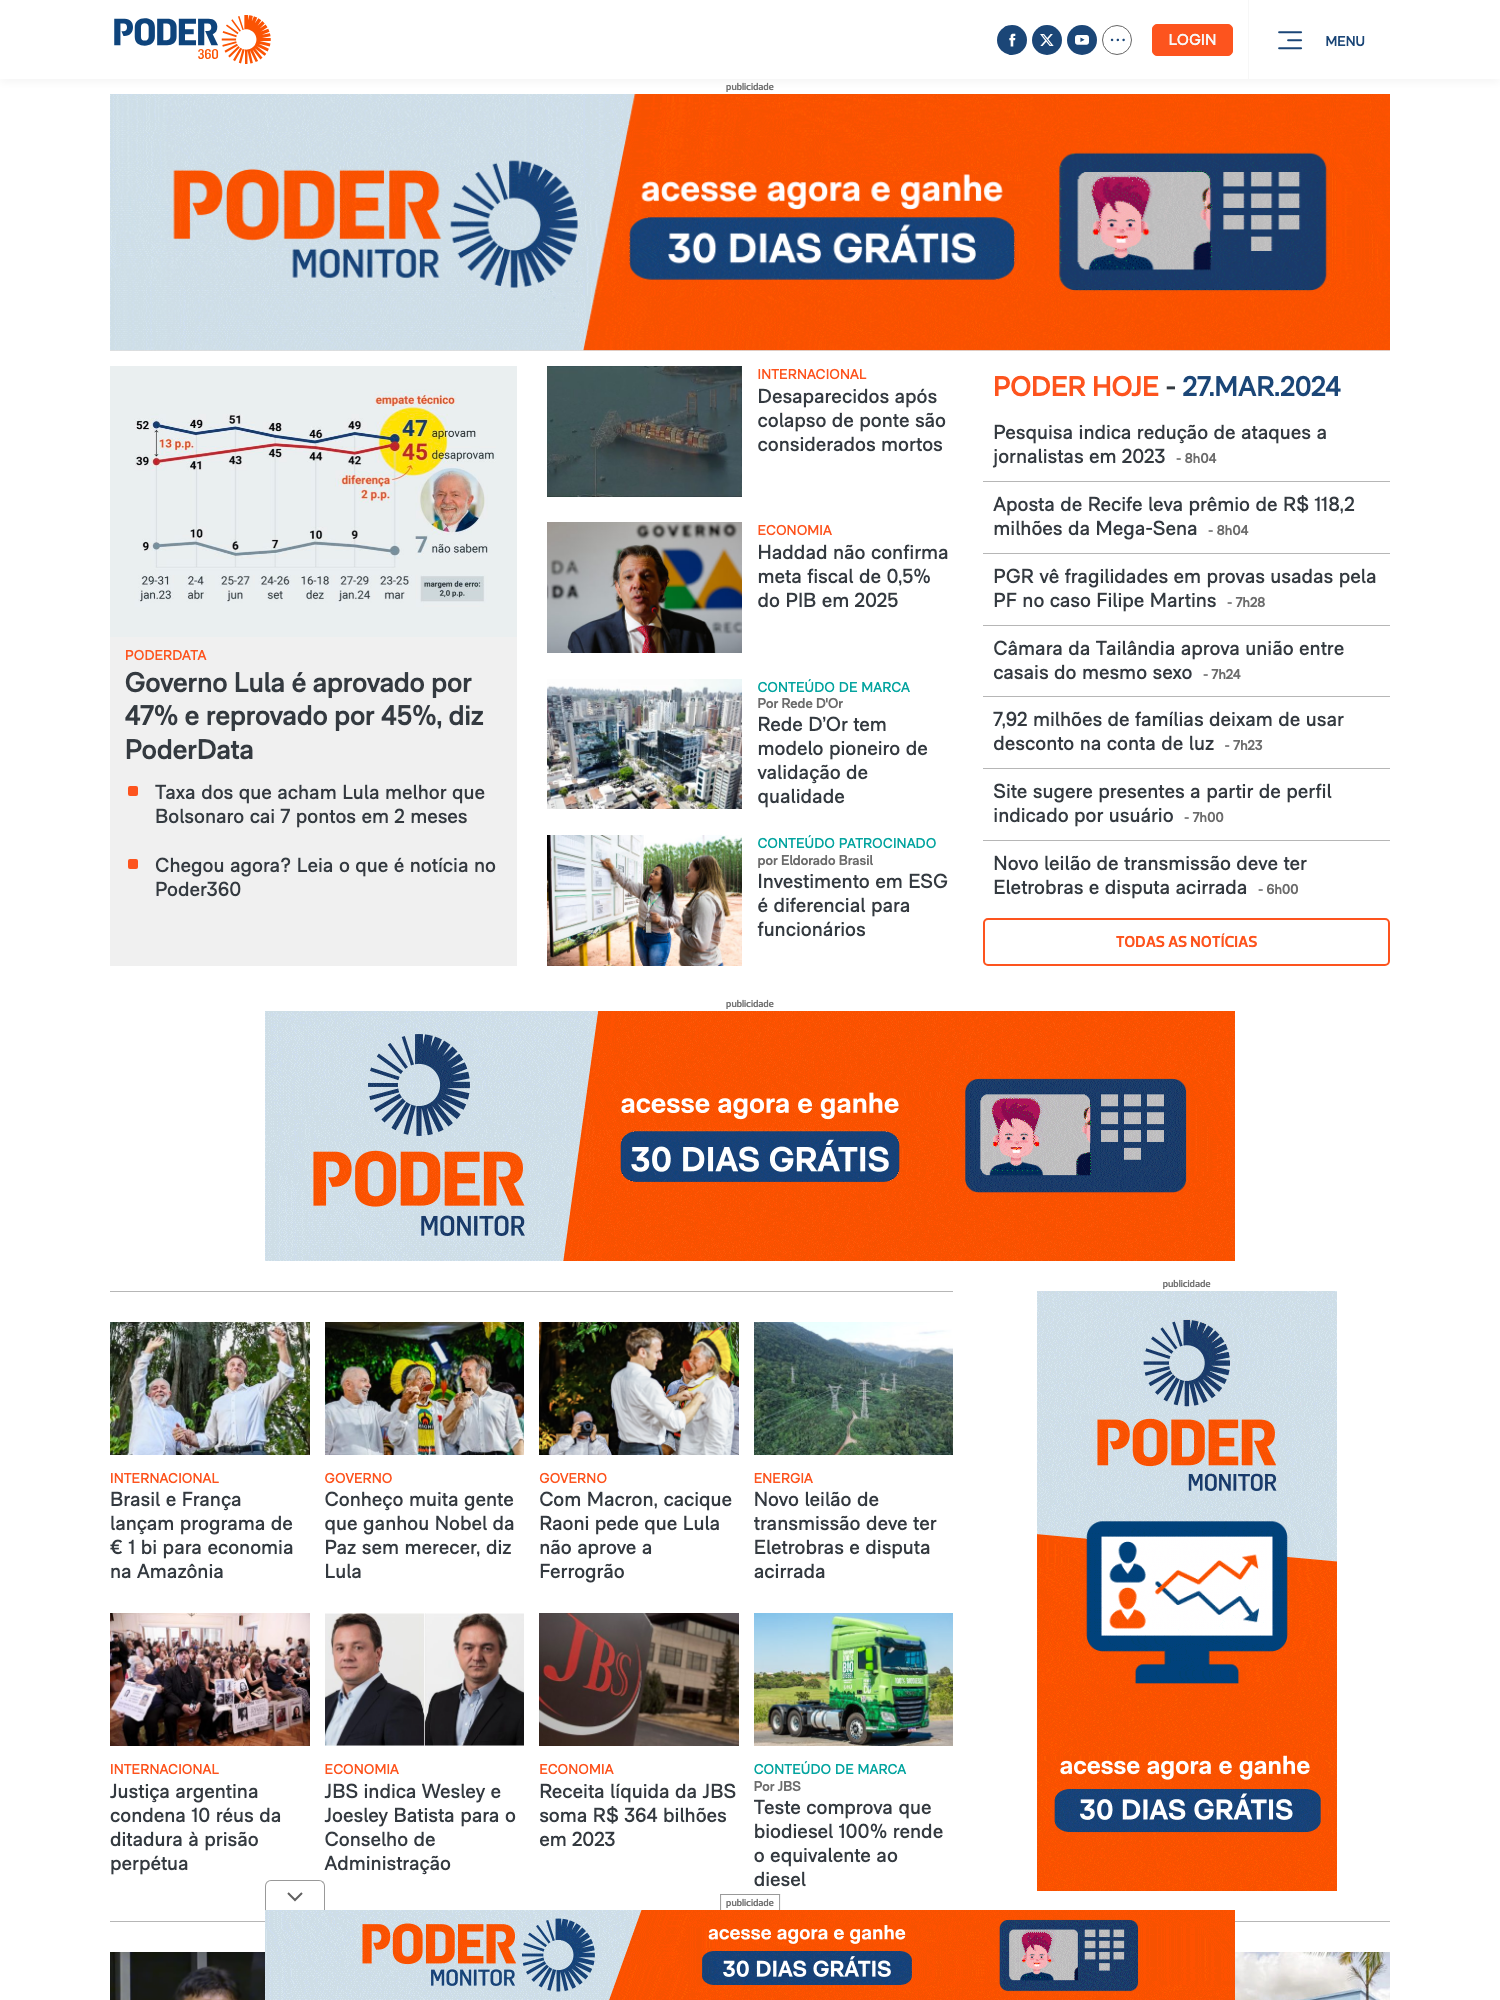 PODER
360
LOGIN
MENU
publicidade
PODER
MONITOR
acesse agora e ganhe
30 DIAS GRÁTIS
empate técnico
52 49 51 48 46 49 47 aprovam
13 p.p.
39 41 43 45 44 42 45 desaprovam
diferença
2 p.p.
9 10 6 7 10 9 7 não sabem
29-31 2-4 25-27 24-26 16-18 27-29 23-25
jan.23 abr jun set dez jan.24 mar
margem de erro:
2,0 p.p.
PODERDATA
Governo Lula é aprovado por
47% e reprovado por 45%, diz
PoderData
Taxa dos que acham Lula melhor que
Bolsonaro cai 7 pontos em 2 meses
Chegou agora? Leia o que é notícia no
Poder360
INTERNACIONAL
Desaparecidos após
colapso de ponte são
considerados mortos
GOVERNO
DA
DA
REC
ECONOMIA
Haddad não confirma
meta fiscal de 0,5%
do PIB em 2025
CONTEÚDO DE MARCA
Por Rede D'Or
Rede D’Or tem
modelo pioneiro de
validação de
qualidade
CONTEÚDO PATROCINADO
por Eldorado Brasil
Investimento em ESG
é diferencial para
funcionários
PODER HOJE - 27.MAR.2024
Pesquisa indica redução de ataques a
jornalistas em 2023 - 8h04
Aposta de Recife leva prêmio de R$ 118,2
milhões da Mega-Sena - 8h04
PGR vê fragilidades em provas usadas pela
PF no caso Filipe Martins - 7h28
Câmara da Tailândia aprova união entre
casais do mesmo sexo - 7h24
7,92 milhões de famílias deixam de usar
desconto na conta de luz - 7h23
Site sugere presentes a partir de perfil
indicado por usuário - 7h00
Novo leilão de transmissão deve ter
Eletrobras e disputa acirrada - 6h00
TODAS AS NOTÍCIAS
publicidade
PODER
MONITOR
acesse agora e ganhe
30 DIAS GRÁTIS
INTERNACIONAL
Brasil e França
lançam programa de
€ 1 bi para economia
na Amazônia
GOVERNO
Conheço muita gente
que ganhou Nobel da
Paz sem merecer, diz
Lula
GOVERNO
Com Macron, cacique
Raoni pede que Lula
não aprove a
Ferrogrão
ENERGIA
Novo leilão de
transmissão deve ter
Eletrobras e disputa
acirrada
INTERNACIONAL
Justiça argentina
condena 10 réus da
ditadura à prisão
perpétua
ECONOMIA
JBS indica Wesley e
Joesley Batista para o
Conselho de
Administração
JBS
ECONOMIA
Receita líquida da JBS
soma R$ 364 bilhões
em 2023
BIO
CONTEÚDO DE MARCA
Por JBS
Teste comprova que
biodiesel 100% rende
o equivalente ao
diesel
publicidade
PODER
MONITOR
acesse agora e ganhe
30 DIAS GRÁTIS
publicidade
PODER
MONITOR
acesse agora e ganhe
30 DIAS GRÁTIS